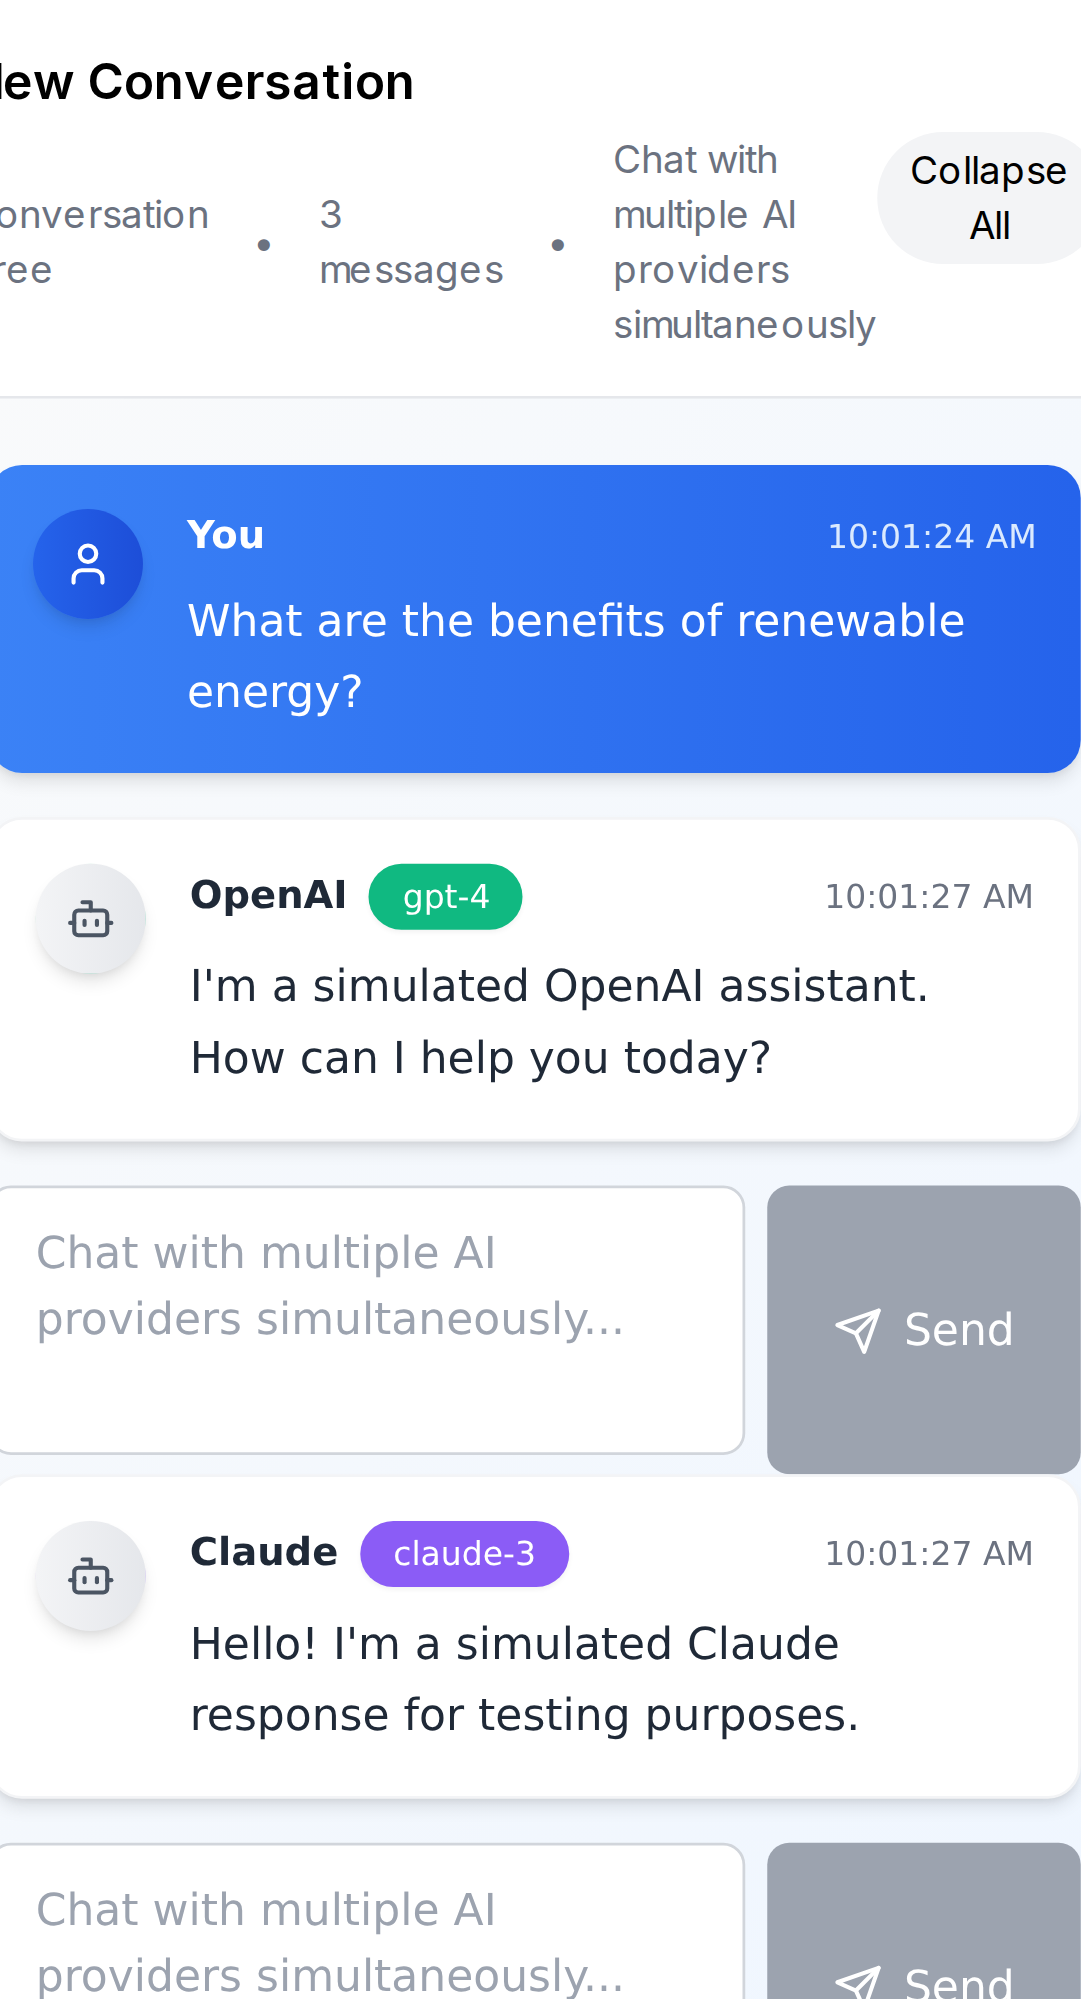 ew Conversation
onversation
ree
•
3
messages
•
Chat with
multiple AI
providers
simultaneously
Collapse
All
You
10:01:24 AM
What are the benefits of renewable
energy?
OpenAI
gpt-4
10:01:27 AM
I'm a simulated OpenAI assistant.
How can I help you today?
Chat with multiple AI
providers simultaneously...
Send
Claude
claude-3
10:01:27 AM
Hello! I'm a simulated Claude
response for testing purposes.
Chat with multiple AI
providers simultaneously...
Send